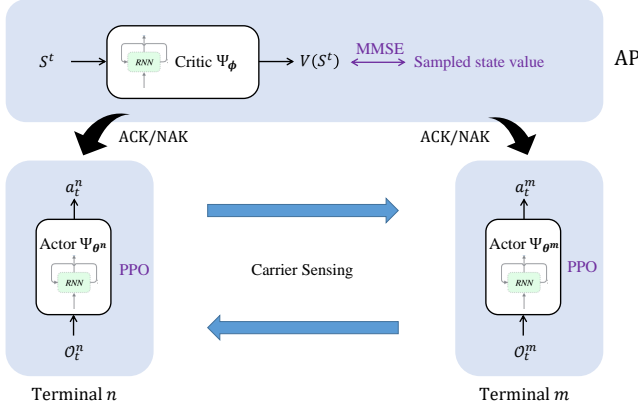 S^t
RNN
Critic Ψ_ϕ
V(S^t)
MMSE
Sampled state value
AP
ACK/NAK
ACK/NAK
a_t^n
Actor Ψ_θ^n
RNN
PPO
O_t^n
Terminal n
Carrier Sensing
a_t^m
Actor Ψ_θ^m
RNN
PPO
O_t^m
Terminal m